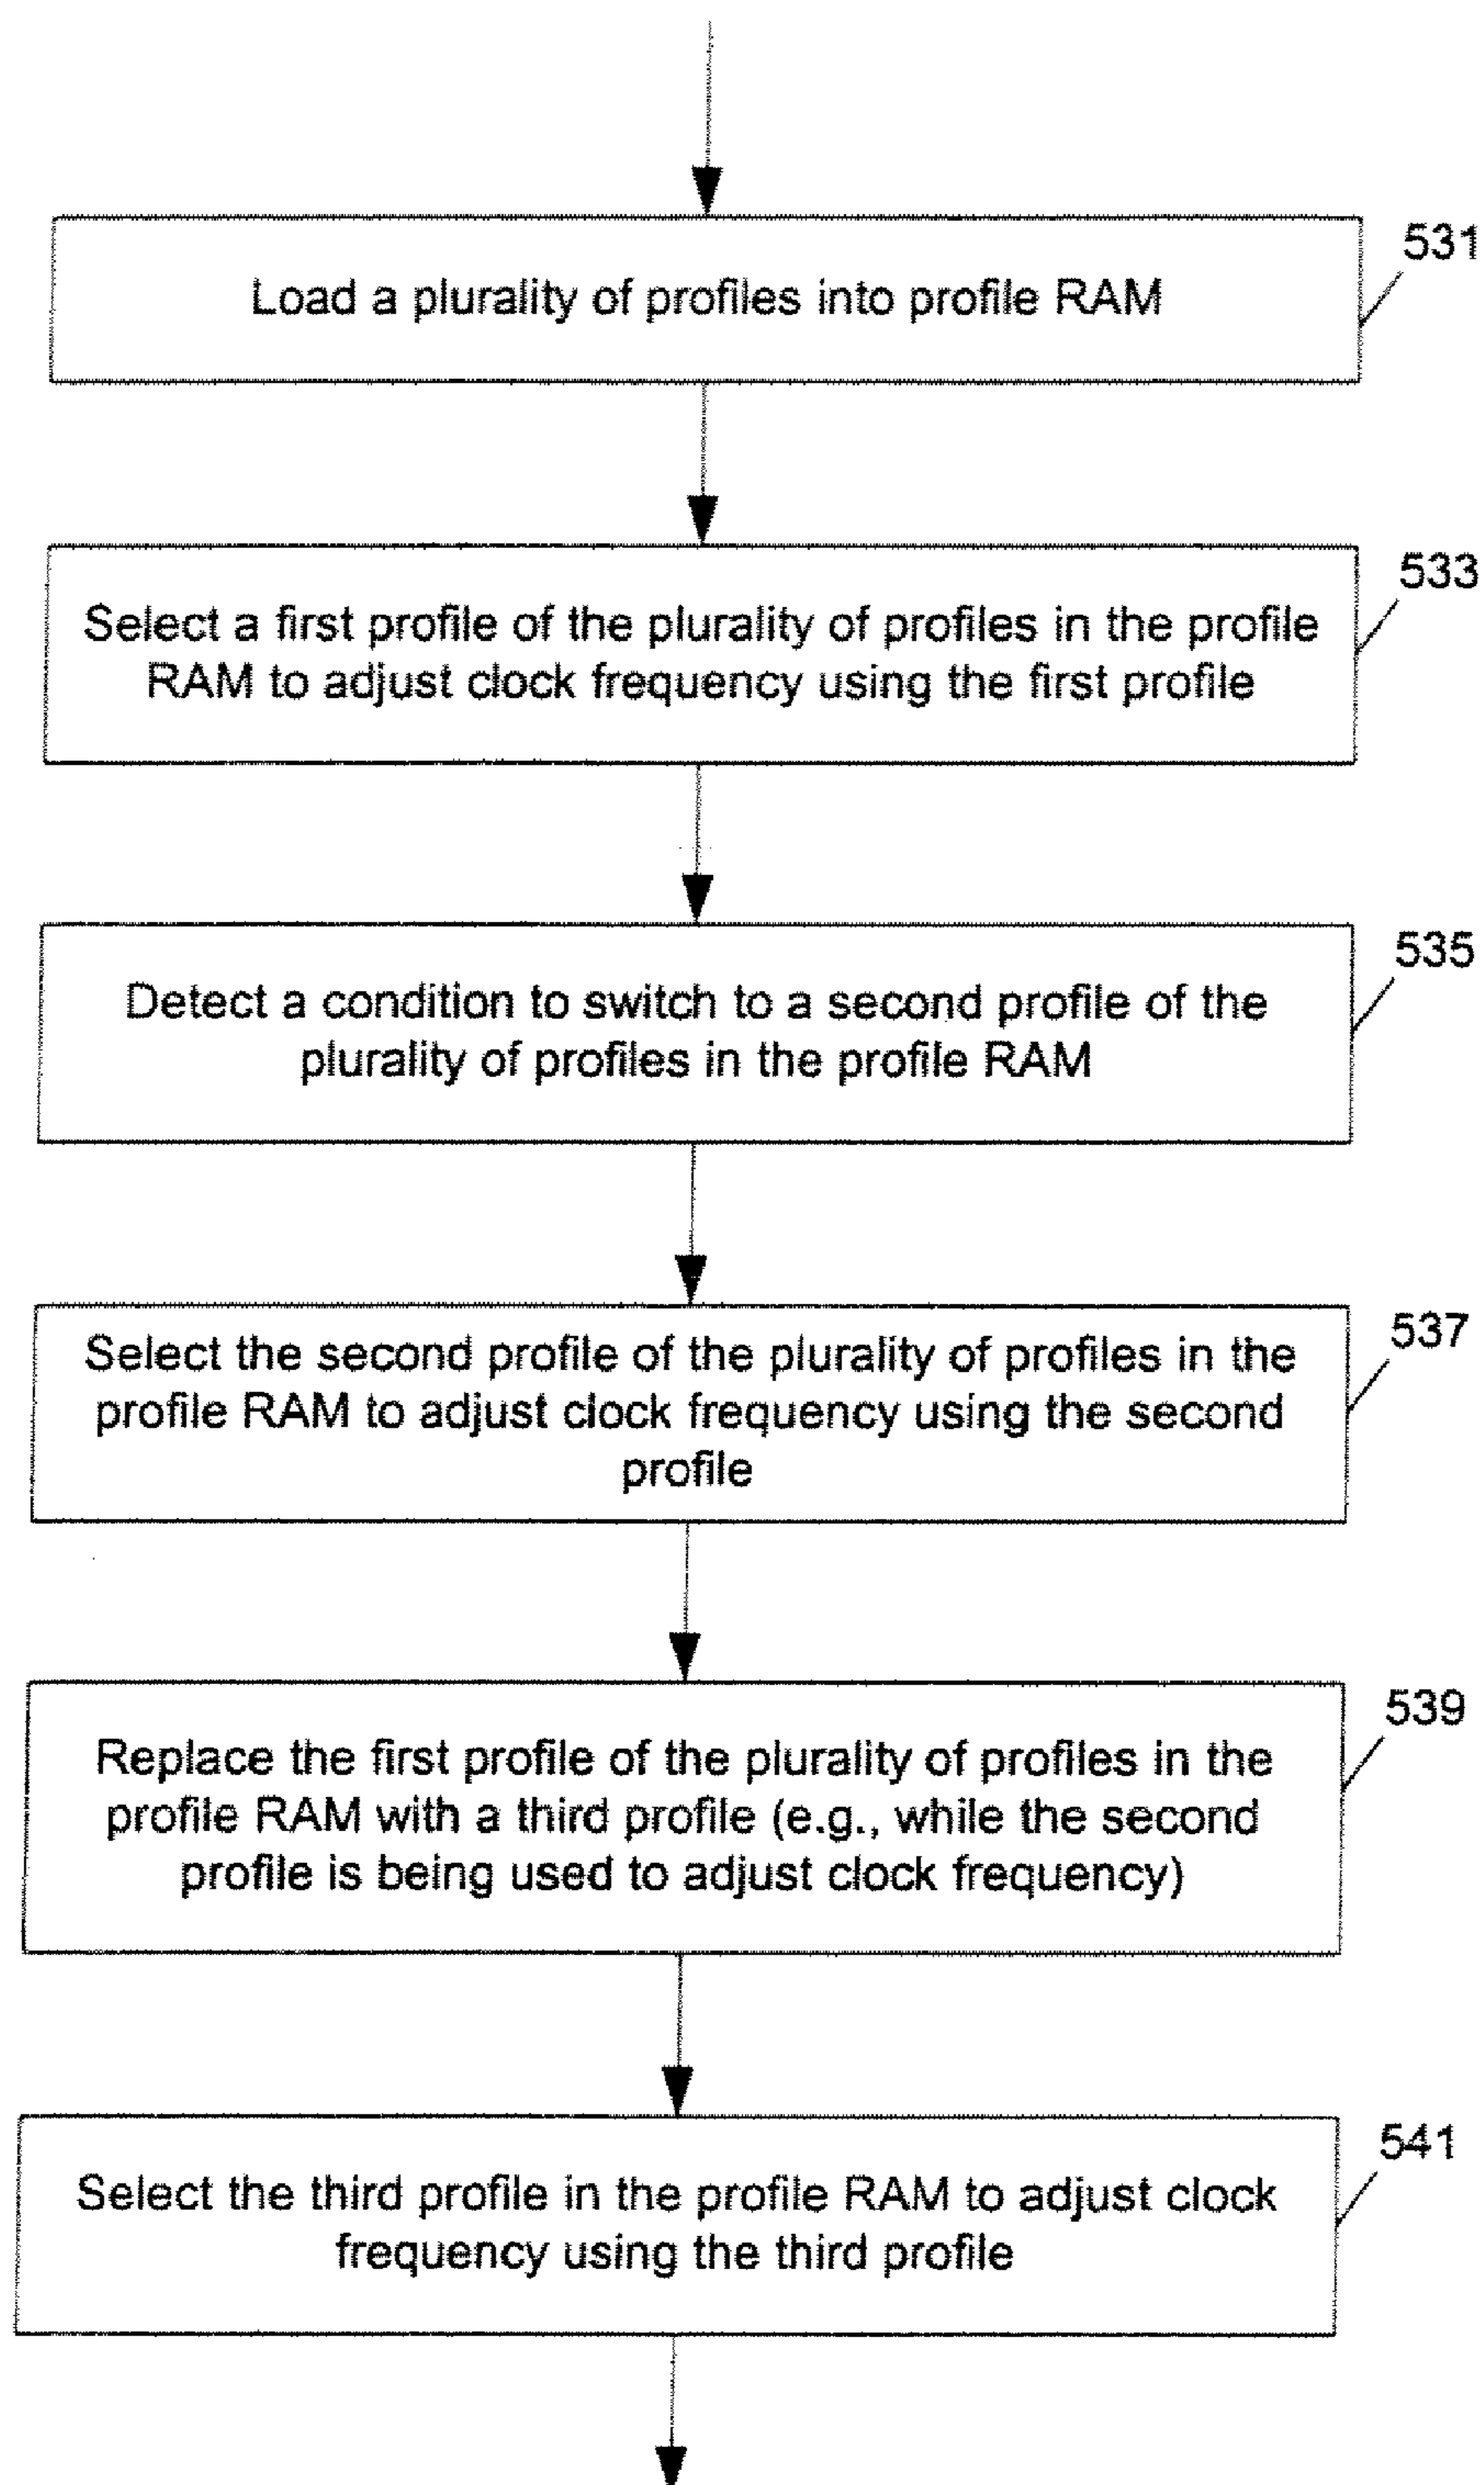 531
Load a plurality of profiles into profile RAM
533
Select a first profile of the plurality of profiles in the profile
RAM to adjust clock frequency using the first profile
535
Detect a condition to switch to a second profile of the
plurality of profiles in the profile RAM
537
Select the second profile of the plurality of profiles in the
profile RAM to adjust clock frequency using the second
profile
539
Replace the first profile of the plurality of profiles in the
profile RAM with a third profile (e.g., while the second
profile is being used to adjust clock frequency)
541
Select the third profile in the profile RAM to adjust clock
frequency using the third profile